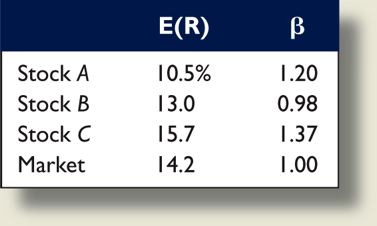 E(R) β
Stock A 10.5% 1.20
Stock B 13.0 0.98
Stock C 15.7 1.37
Market 14.2 1.00